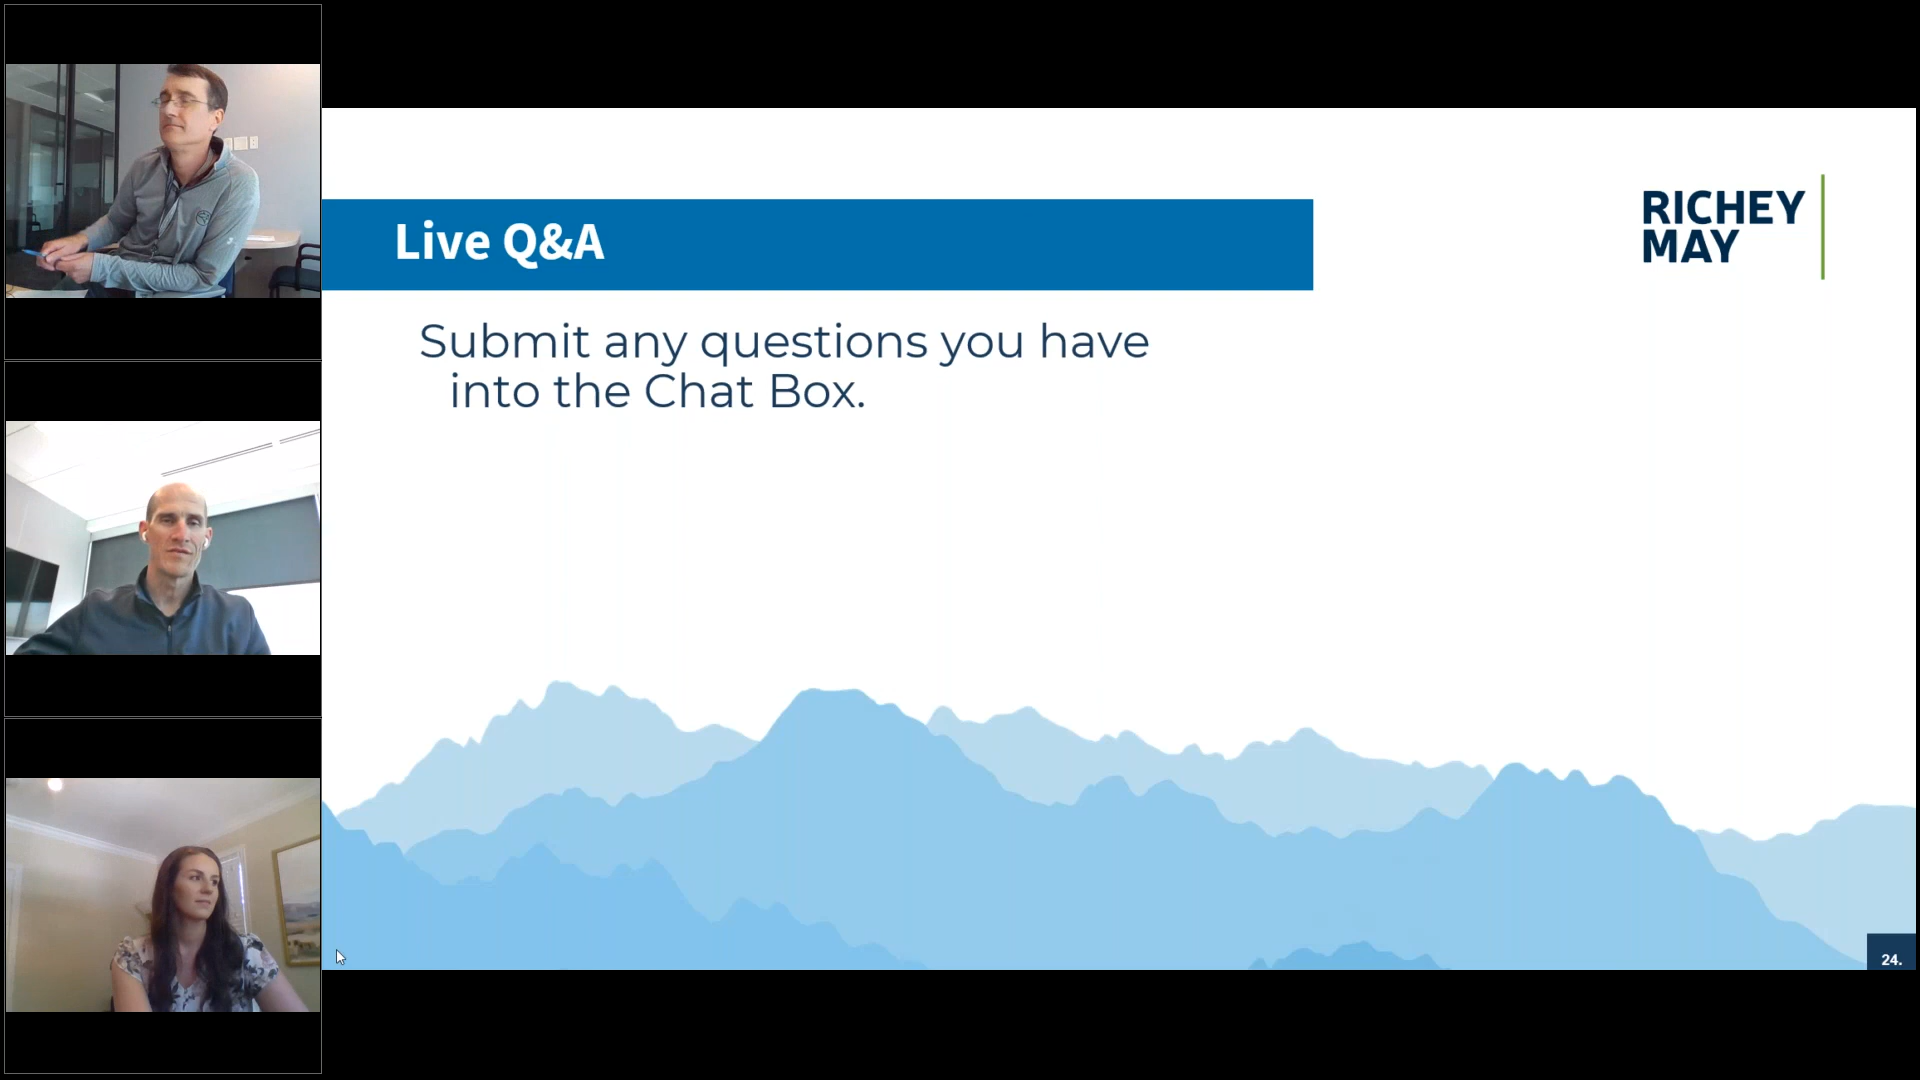 Live Q&A
RICHEY
MAY
Submit any questions you have
into the Chat Box.
24.